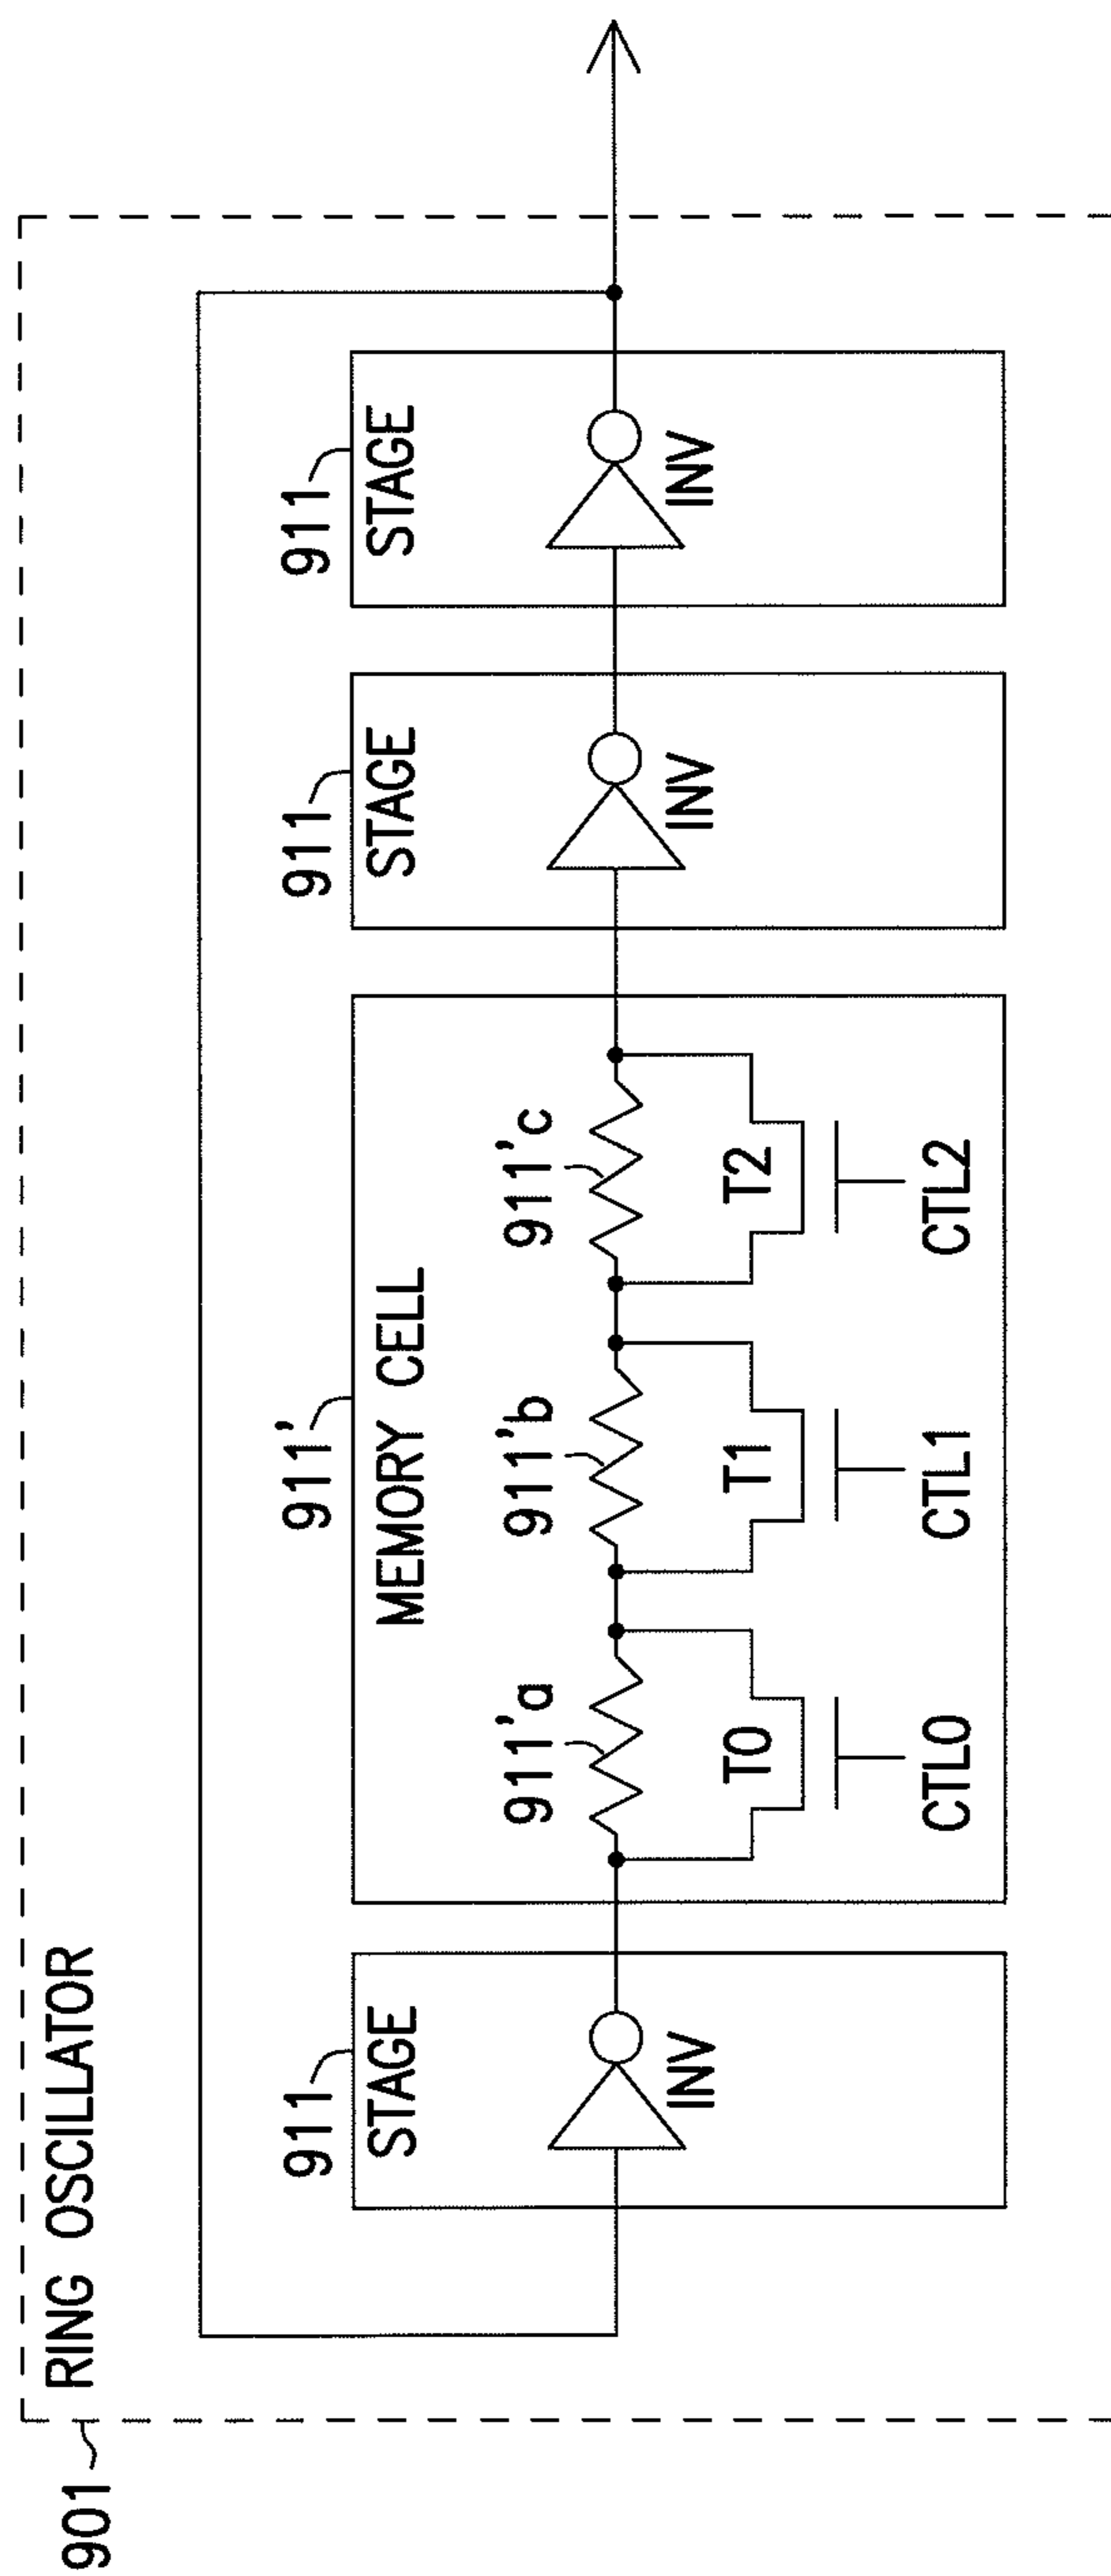 901
RING OSCILLATOR
911
STAGE
INV
911'
MEMORY CELL
911'a
T0
CTL0
911'b
T1
CTL1
911'c
T2
CTL2
911
STAGE
INV
911
STAGE
INV